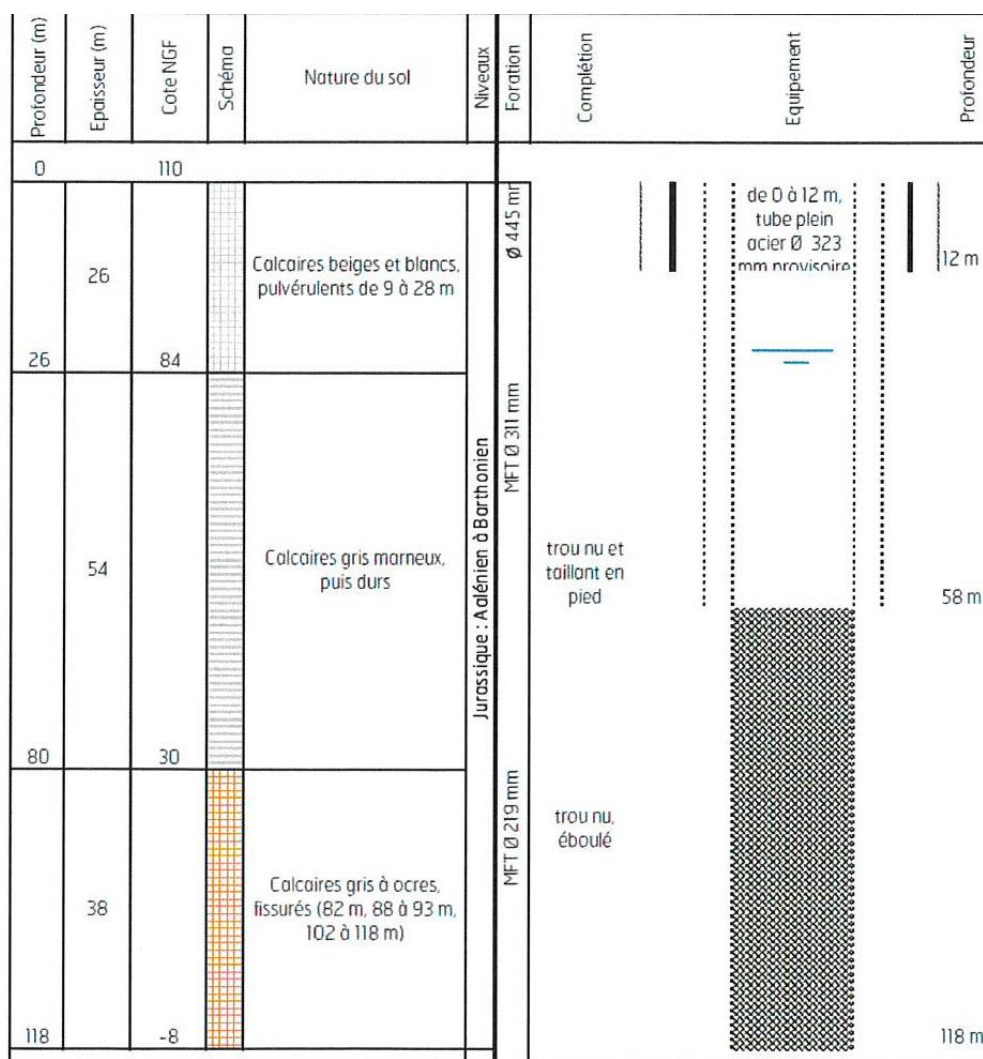 Profondeur (m)
Epaisseur (m)
Cote NGF
Schéma
Nature du sol
Niveaux
Foration
Complétion
Equipement
Profondeur
0
110
26
Calcaires beiges et blancs,
pulvérulents de 9 à 28 m
Ø 445 mm
de 0 à 12 m,
tube plein
acier Ø 323
mm provisoire
12 m
26
84
54
Calcaires gris marneux,
puis durs
Jurassique : Aalénien à Barthonien
MFT Ø 311 mm
trou nu et
taillant en
pied
58 m
80
30
38
Calcaires gris à ocres,
fissurés (82 m, 88 à 93 m,
102 à 118 m)
MFT Ø 219 mm
trou nu,
éboulé
118
-8
118 m